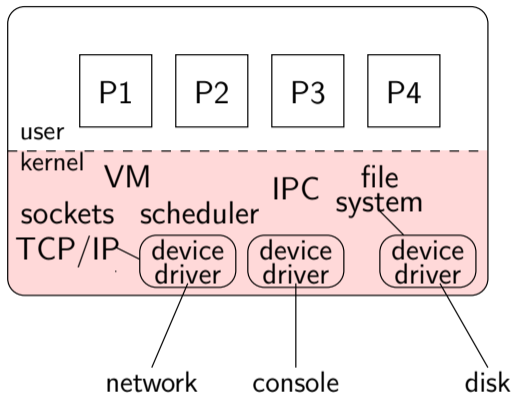 P1 P2 P3 P4
user
kernel
VM
IPC
file
system
sockets scheduler
TCP/IP
device
driver
device
driver
device
driver
network console disk